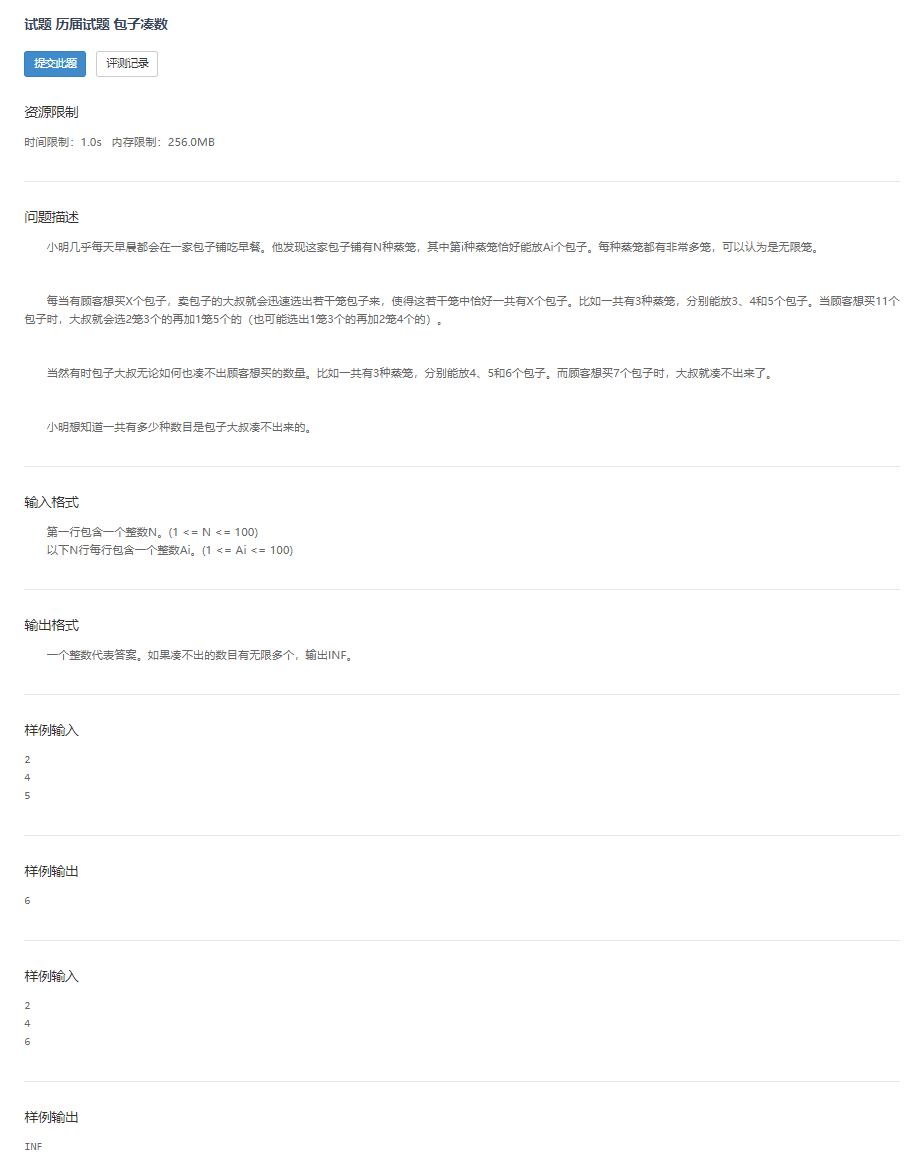 试题 历届试题 包子凑数
提交此题 评测记录
资源限制
时间限制：1.0s 内存限制：256.0MB
问题描述
小明几乎每天早晨都会在一家包子铺吃早餐。他发现这家包子铺有N种蒸笼，其中第i种蒸笼恰好能放Ai个包子。每种蒸笼都有非常多笼，可以认为是无限笼。
每当有顾客想买X个包子，卖包子的大叔就会迅速选出若干笼包子来，使得这若干笼中恰好一共有X个包子。比如一共有3种蒸笼，分别能放3、4和5个包子。当顾客想买11个
包子时，大叔就会选2笼3个的再加1笼5个的（也可能选出1笼3个的再加2笼4个的）。
当然有时包子大叔无论如何也凑不出顾客想买的数量。比如一共有3种蒸笼，分别能放4、5和6个包子。而顾客想买7个包子时，大叔就凑不出来了。
小明想知道一共有多少种数目是包子大叔凑不出来的。
输入格式
第一行包含一个整数N。(1 <= N <= 100)
以下N行每行包含一个整数Ai。(1 <= Ai <= 100)
输出格式
一个整数代表答案。如果凑不出的数目有无限多个，输出INF。
样例输入
2
4
5
样例输出
6
样例输入
2
4
6
样例输出
INF